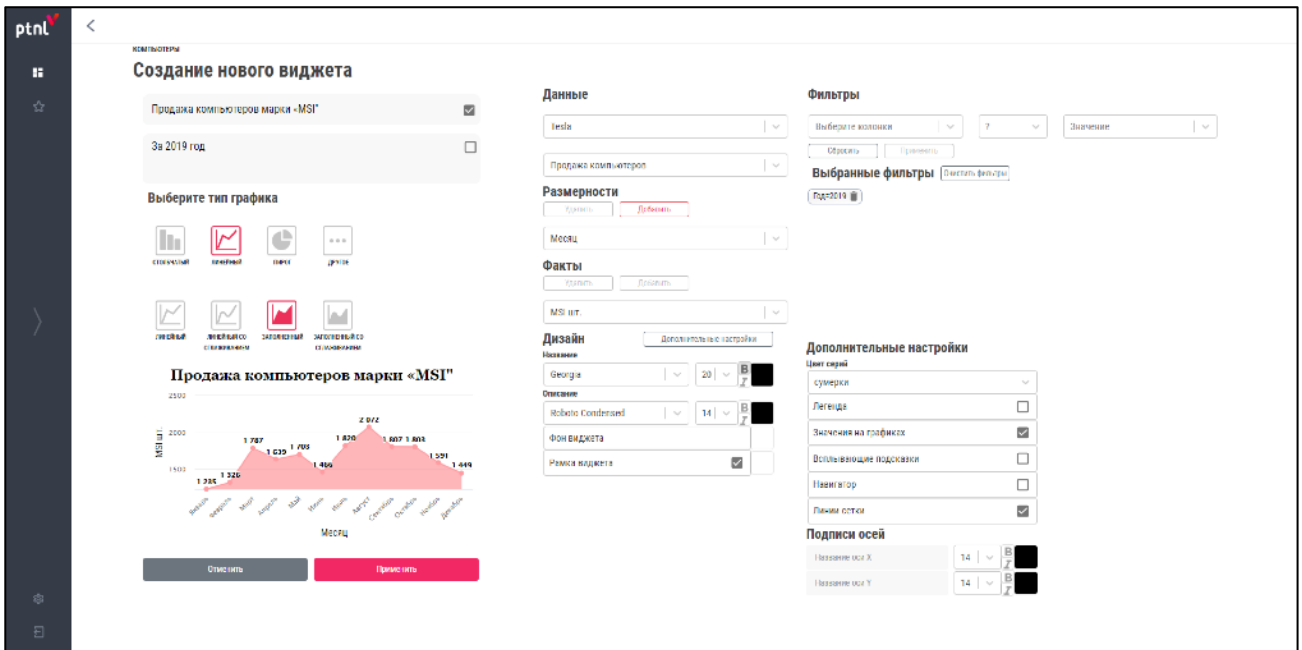 ptnl
КОМПЬЮТЕРЫ
Создание нового виджета
Продажа компьютеров марки «MSI"
За 2019 год
Выберите тип графика
СТОЛБЧАТЫЙ
ЛИНЕЙНЫЙ
ПИРОГ
ДРУГОЕ
ЛИНЕЙНЫЙ
ЛИНЕЙНЫЙ СО СГЛАЖИВАНИЕМ
ЗАПОЛНЕННЫЙ
ЗАПОЛНЕННЫЙ СО СГЛАЖИВАНИЕМ
Продажа компьютеров марки «MSI"
2500
2000
1500
MSI шт.
1 235
1 326
1 787
1 639
1 703
1 466
1 820
2 072
1 807
1 803
1 591
1 449
Январь
Февраль
Март
Апрель
Май
Июнь
Июль
Август
Сентябрь
Октябрь
Ноябрь
Декабрь
Месяц
Отменить
Применить
Данные
Tesla
Продажа компьютеров
Размерности
Удалить
Добавить
Месяц
Факты
Удалить
Добавить
MSI шт.
Дизайн
Дополнительные настройки
Название
Georgia
20
B
I
Описание
Roboto Condensed
14
B
I
Фон виджета
Рамка виджета
Фильтры
Выберите колонки
?
Значение
Сбросить
Применить
Выбранные фильтры
Очистить фильтры
Год=2019
Дополнительные настройки
Цвет серий
сумерки
Легенда
Значения на графиках
Всплывающие подсказки
Навигатор
Линии сетки
Подписи осей
Название оси X
14
B
I
Название оси Y
14
B
I